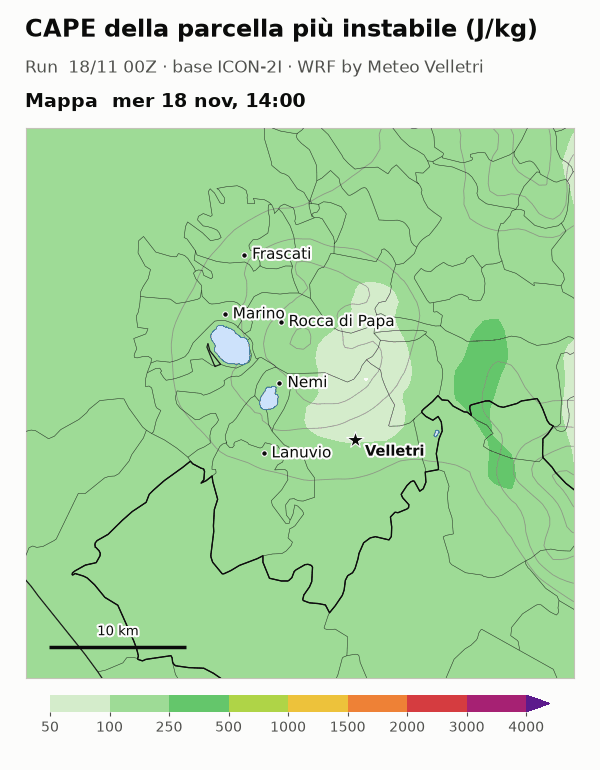 CAPE della parcella più instabile (J/kg)
Run  18/11 00Z · base ICON-2I · WRF by Meteo Velletri
Mappa  mer 18 nov, 14:00
Frascati
Marino
Rocca di Papa
Nemi
Velletri
Lanuvio
10 km
50 100 250 500 1000 1500 2000 3000 4000